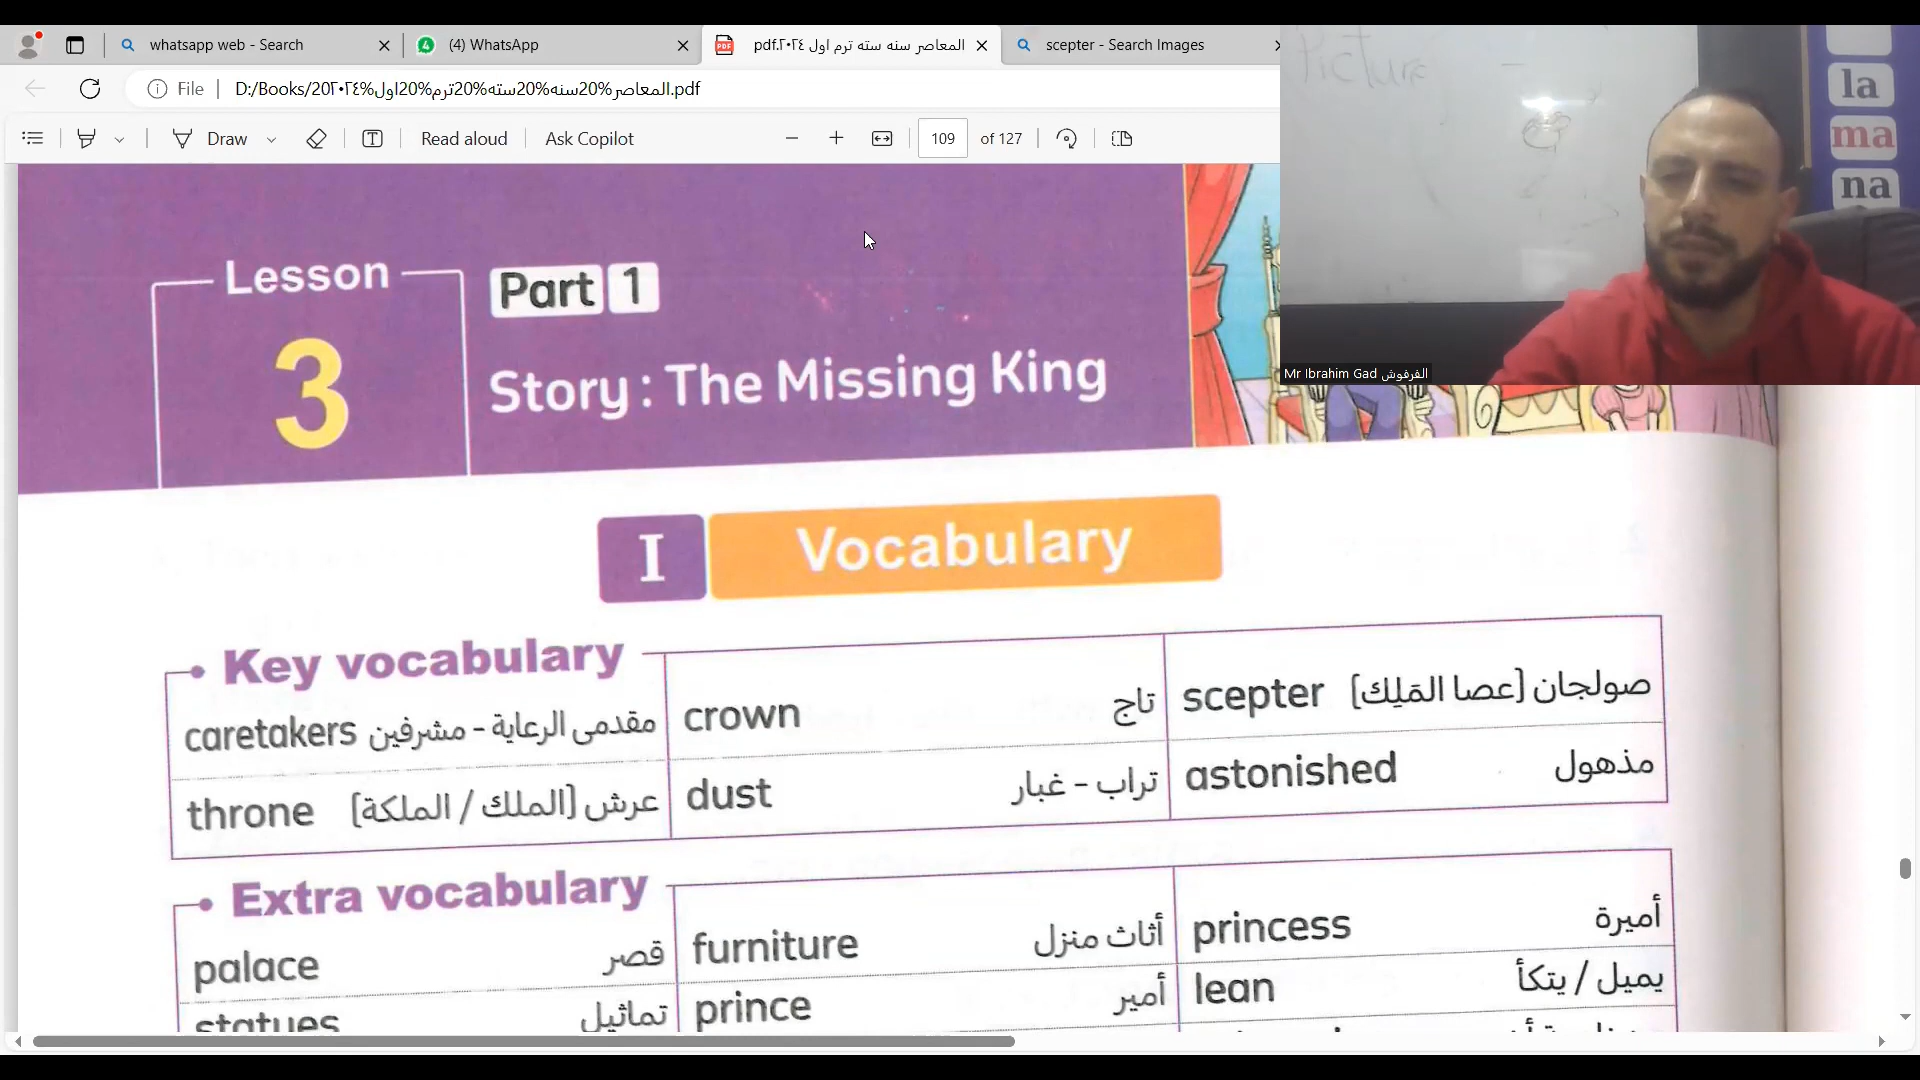 whatsapp web - Search
(4) WhatsApp
المعاصر سنه سته ترم اول ٢٠٢٤.pdf
scepter - Search Images
File
D:/Books/20٢٠٢٤%المعاصر%20سنه%20سته%20ترم%20اول.pdf
Draw
Read aloud
Ask Copilot
109 of 127
Picture
la
ma
na
Mr Ibrahim Gad الفرفوش
Lesson
3
Part 1
Story : The Missing King
I Vocabulary
• Key vocabulary
caretakers مقدمى الرعاية - مشرفين
crown تاج
scepter صولجان [عصا المَلِك]
throne عرش [الملك / الملكة]
dust تراب - غبار
astonished مذهول
• Extra vocabulary
palace قصر
furniture أثاث منزل
princess أميرة
statues تماثيل
prince أمير
lean يميل / يتكأ